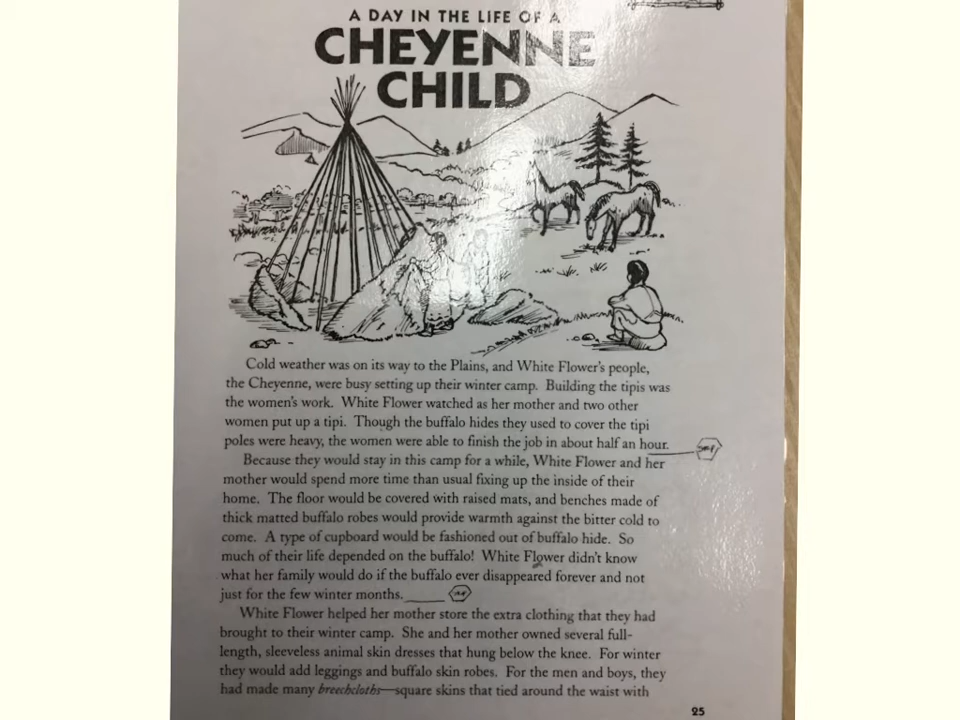 A DAY IN THE LIFE OF A
CHEYENNE
CHILD
Cold weather was on its way to the Plains, and White Flower's people,
the Cheyenne, were busy setting up their winter camp. Building the tipis was
the women's work. White Flower watched as her mother and two other
women put up a tipi. Though the buffalo hides they used to cover the tipi
poles were heavy, the women were able to finish the job in about half an hour.
Because they would stay in this camp for a while, White Flower and her
mother would spend more time than usual fixing up the inside of their
home. The floor would be covered with raised mats, and benches made of
thick matted buffalo robes would provide warmth against the bitter cold to
come. A type of cupboard would be fashioned out of buffalo hide. So
much of their life depended on the buffalo! White Flower didn't know
what her family would do if the buffalo ever disappeared forever and not
just for the few winter months.
White Flower helped her mother store the extra clothing that they had
brought to their winter camp. She and her mother owned several full-
length, sleeveless animal skin dresses that hung below the knee. For winter
they would add leggings and buffalo skin robes. For the men and boys, they
had made many breechcloths—square skins that tied around the waist with
25